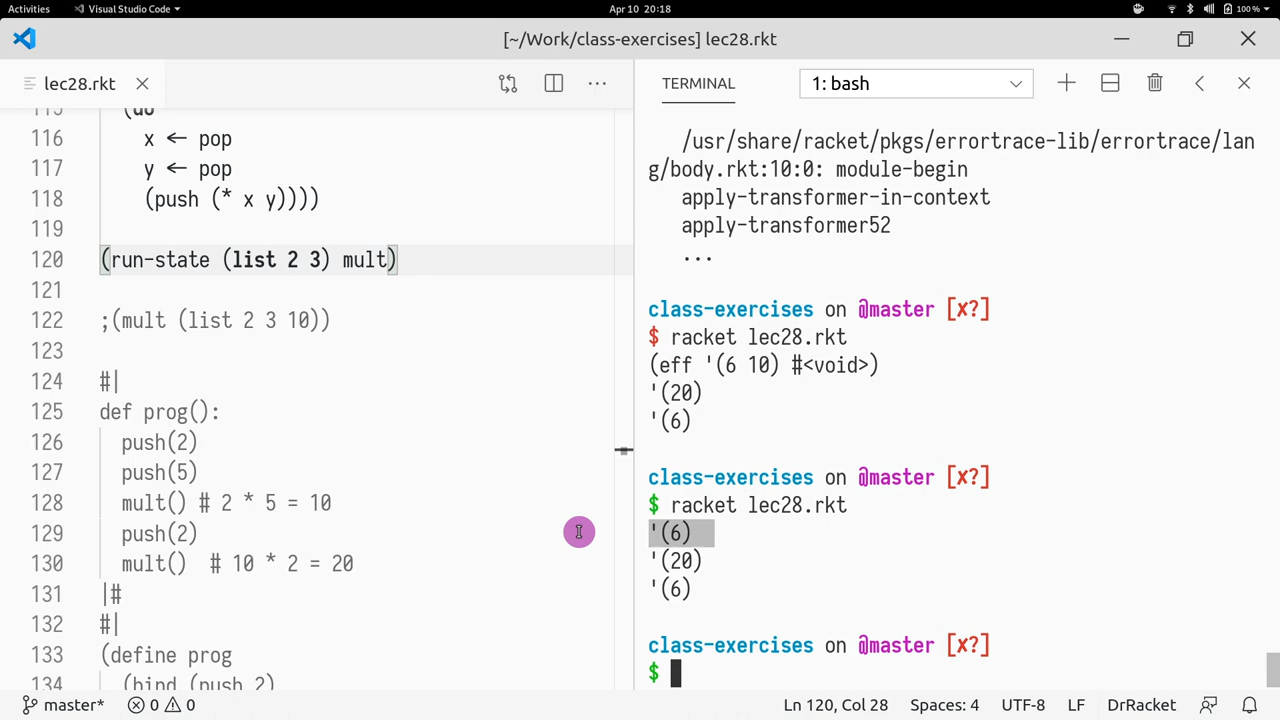 Activities
Visual Studio Code
Apr 10 20:18
100 %
[~/Work/class-exercises] lec28.rkt
lec28.rkt
115 (do
116 x ← pop
117 y ← pop
118 (push (* x y))))
119
120 (run-state (list 2 3) mult)
121
122 ;(mult (list 2 3 10))
123
124 #|
125 def prog():
126 push(2)
127 push(5)
128 mult() # 2 * 5 = 10
129 push(2)
130 mult() # 10 * 2 = 20
131 |#
132 #|
133 (define prog
134 (bind (push 2)
TERMINAL
1: bash
/usr/share/racket/pkgs/errortrace-lib/errortrace/lan
g/body.rkt:10:0: module-begin
apply-transformer-in-context
apply-transformer52
...
class-exercises on @master [x?]
$ racket lec28.rkt
(eff '(6 10) #<void>)
'(20)
'(6)
class-exercises on @master [x?]
$ racket lec28.rkt
'(6)
'(20)
'(6)
class-exercises on @master [x?]
$
master*
0
0
Ln 120, Col 28
Spaces: 4
UTF-8
LF
DrRacket